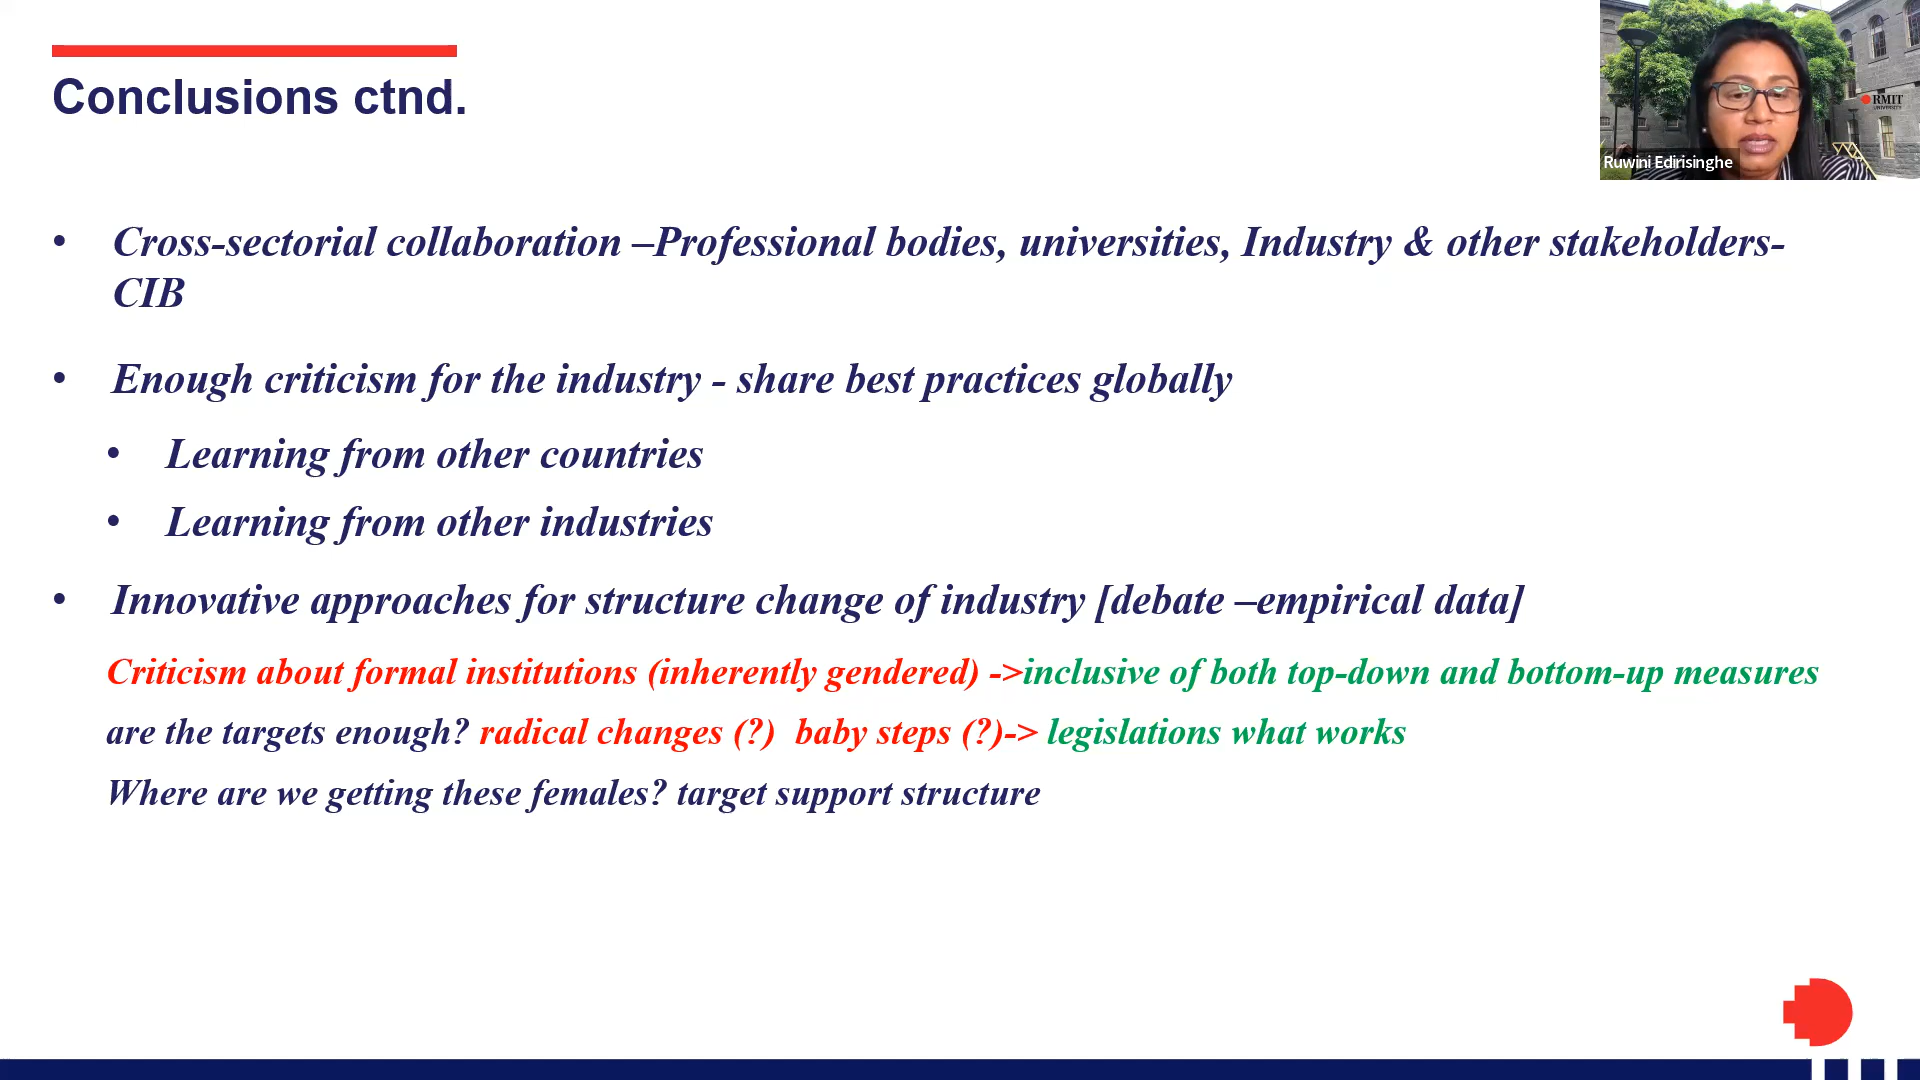 Conclusions ctnd.
RMIT
UNIVERSITY
Ruwini Edirisinghe
• Cross-sectorial collaboration –Professional bodies, universities, Industry & other stakeholders-
CIB
• Enough criticism for the industry - share best practices globally
• Learning from other countries
• Learning from other industries
• Innovative approaches for structure change of industry [debate –empirical data]
Criticism about formal institutions (inherently gendered) ->inclusive of both top-down and bottom-up measures
are the targets enough? radical changes (?)  baby steps (?)-> legislations what works
Where are we getting these females? target support structure